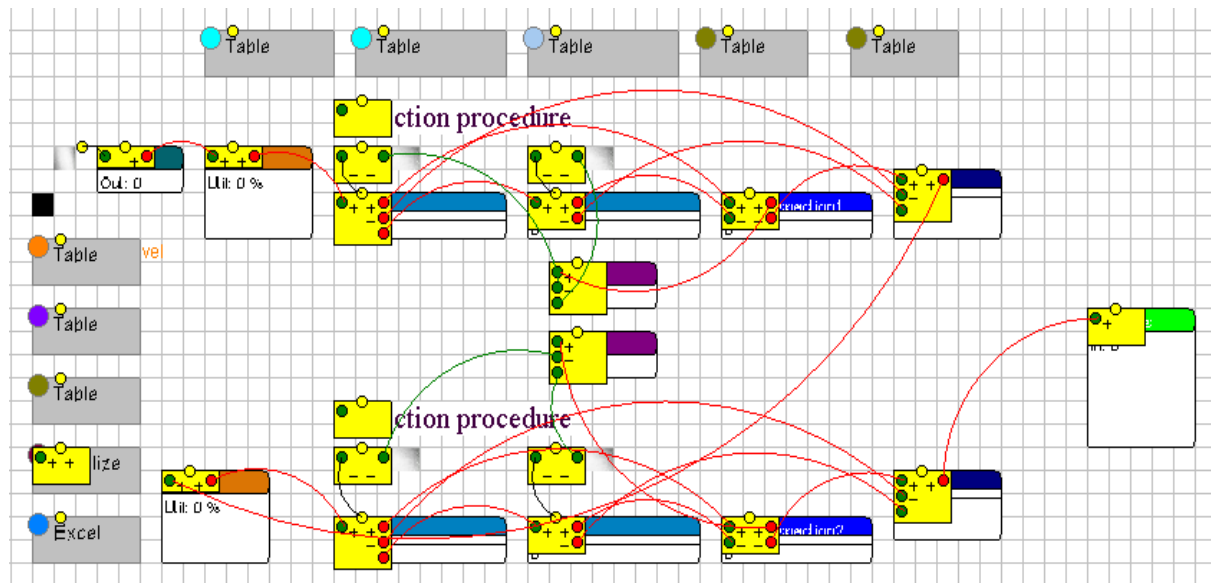 Table Table Table Table Table
ction procedure
Out: 0
Util: 0 %
Table vel
Table
Table
ction procedure
lize
Util: 0 %
Excel